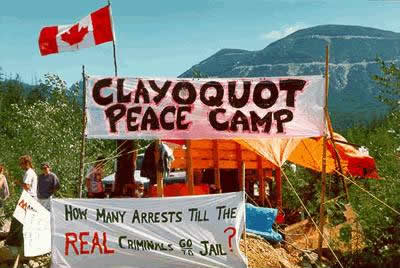 CLAYOQUOT
PEACE CAMP
HOW MANY ARRESTS TILL THE
REAL CRIMINALS GO TO JAIL?